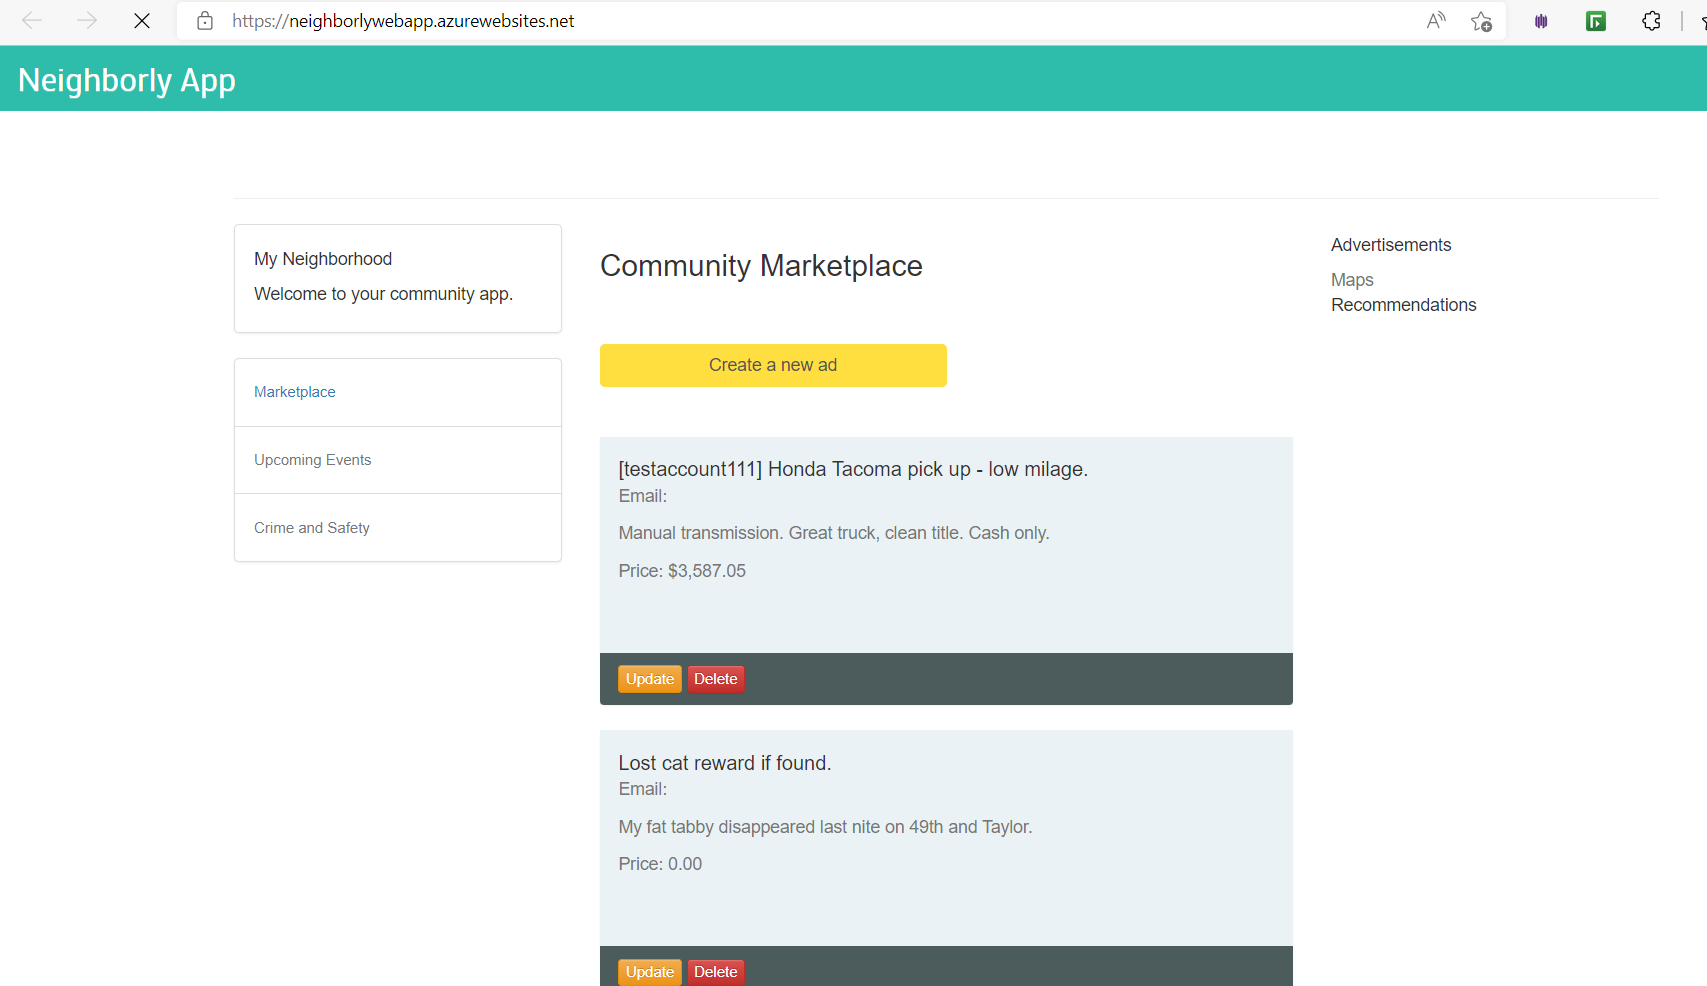 https://neighborlywebapp.azurewebsites.net
Neighborly App
My Neighborhood
Welcome to your community app.
Marketplace
Upcoming Events
Crime and Safety
Community Marketplace
Create a new ad
[testaccount111] Honda Tacoma pick up - low milage.
Email:
Manual transmission. Great truck, clean title. Cash only.
Price: $3,587.05
Update Delete
Lost cat reward if found.
Email:
My fat tabby disappeared last nite on 49th and Taylor.
Price: 0.00
Update Delete
Advertisements
Maps
Recommendations